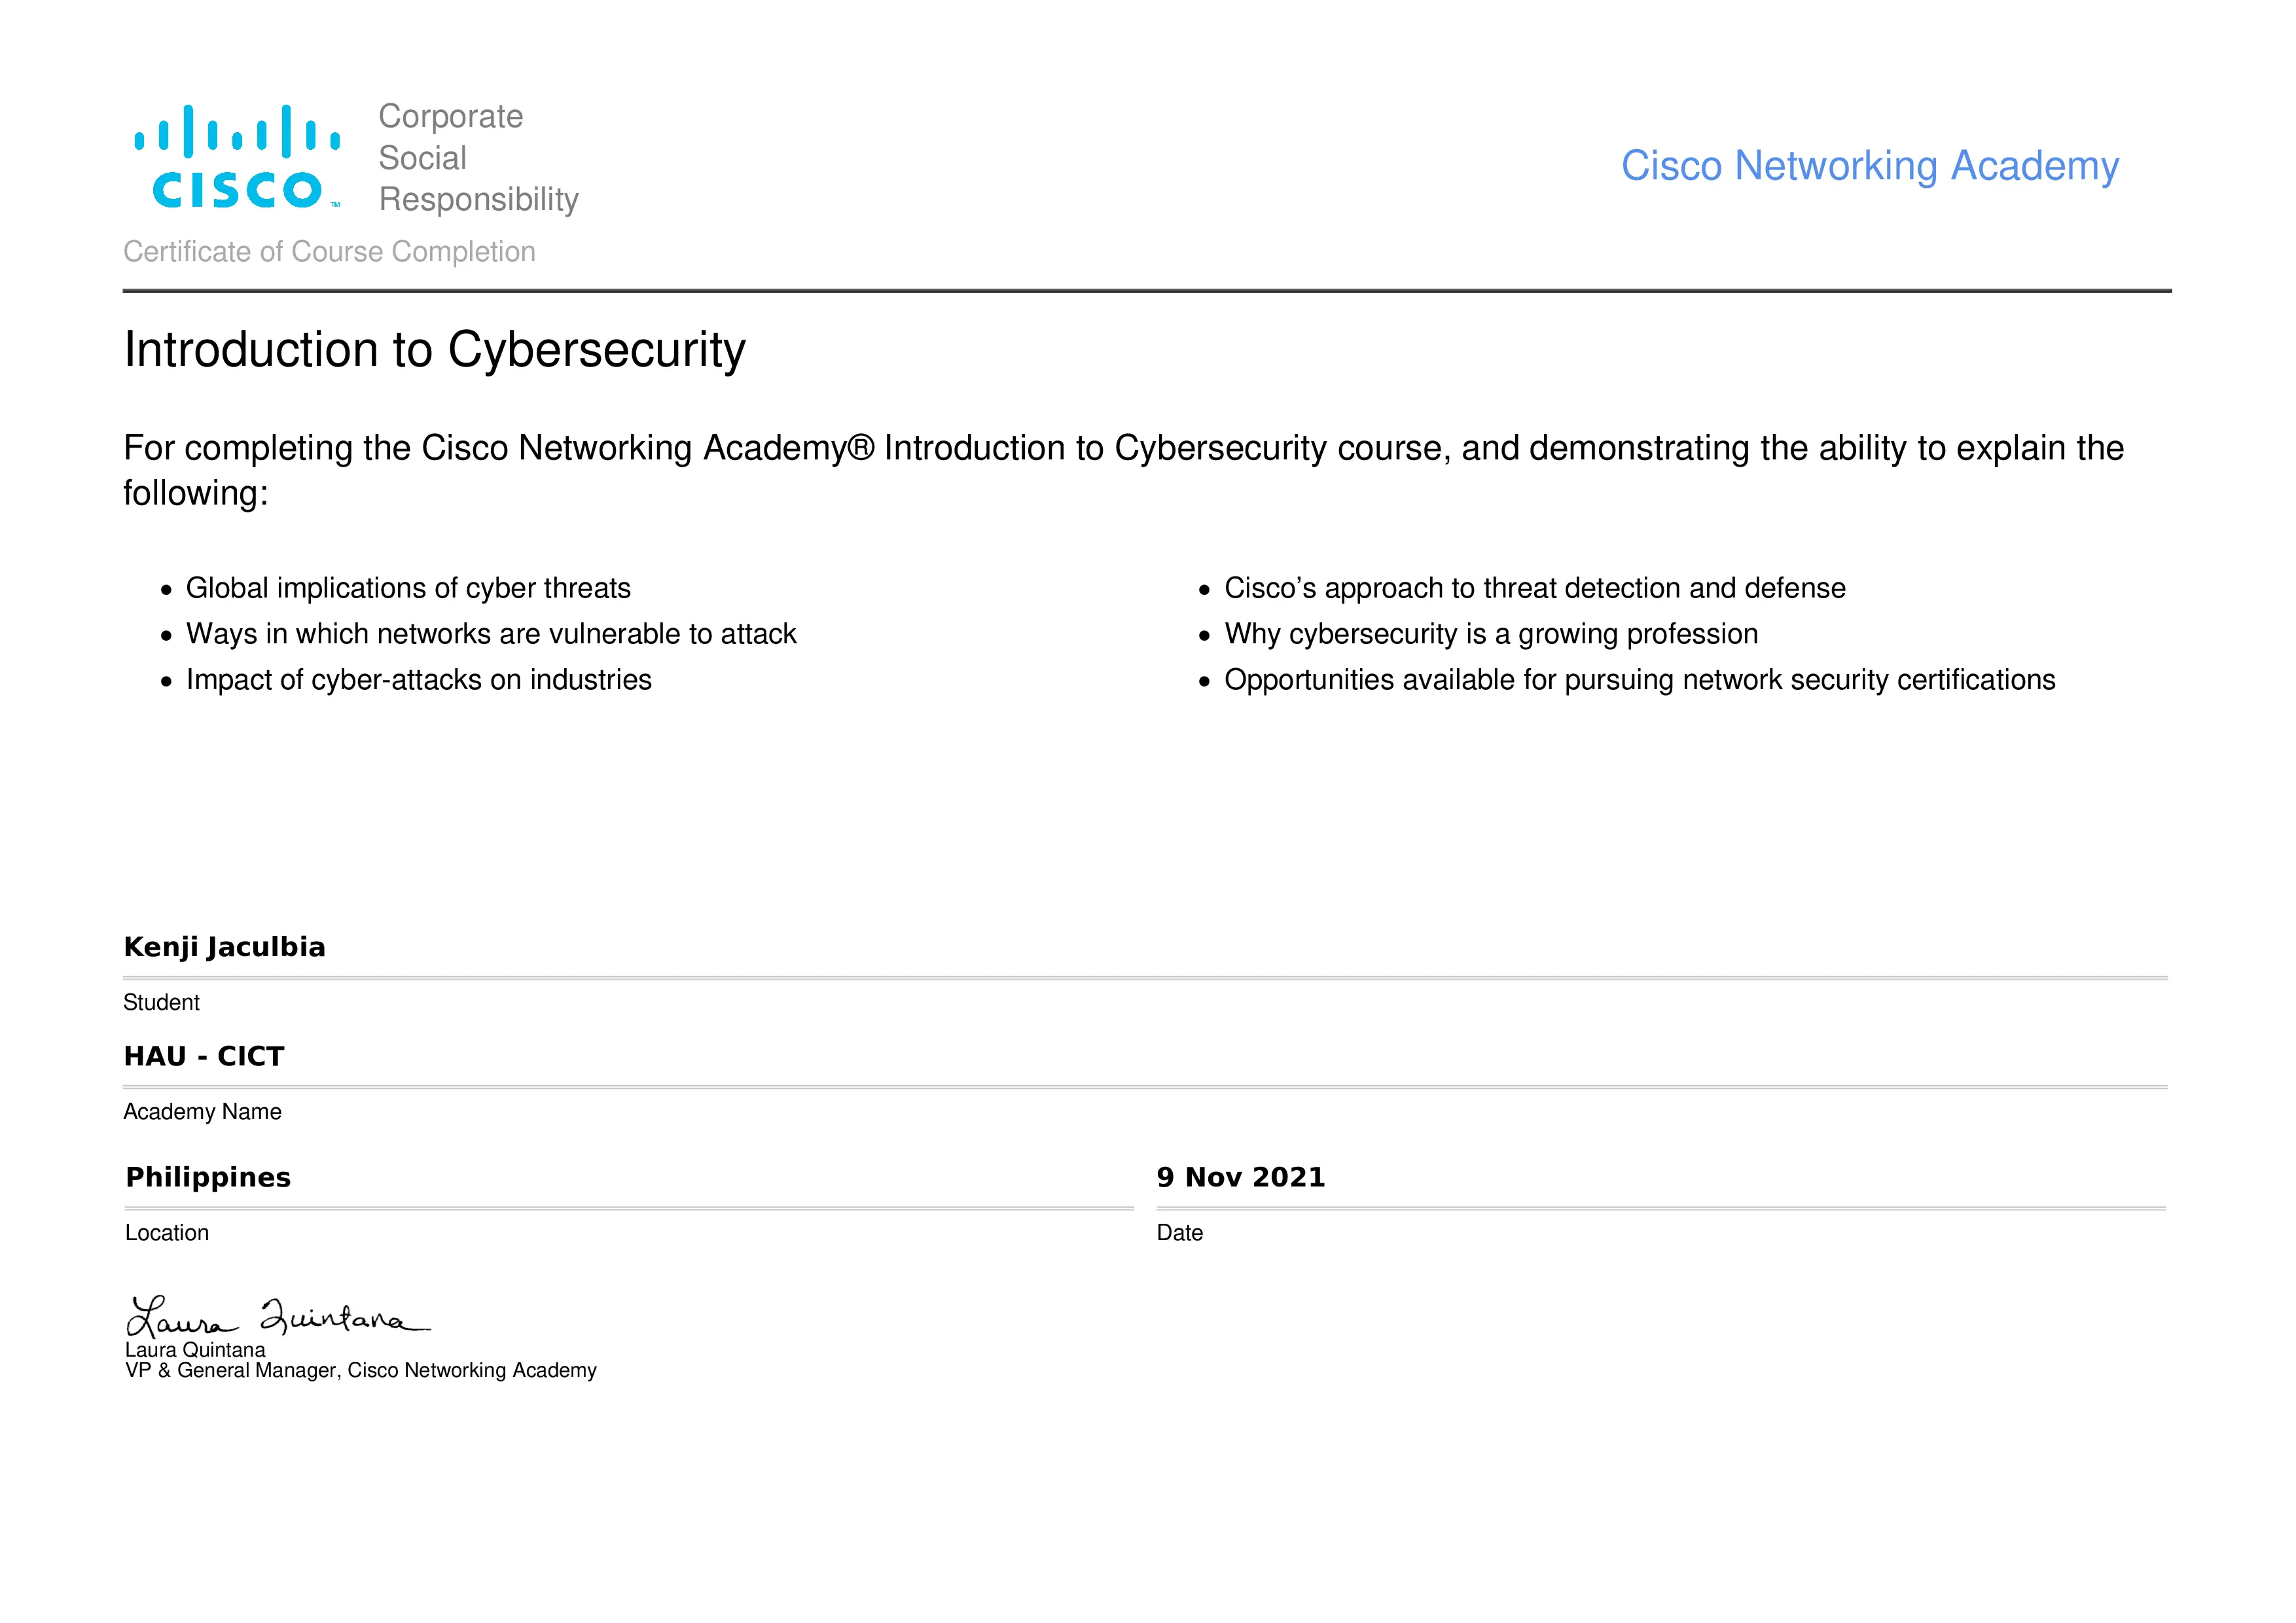 Corporate
Social
Responsibility
CISCO™
Cisco Networking Academy
Certificate of Course Completion
Introduction to Cybersecurity
For completing the Cisco Networking Academy® Introduction to Cybersecurity course, and demonstrating the ability to explain the
following:
• Global implications of cyber threats
• Ways in which networks are vulnerable to attack
• Impact of cyber-attacks on industries
• Cisco’s approach to threat detection and defense
• Why cybersecurity is a growing profession
• Opportunities available for pursuing network security certifications
Kenji Jaculbia
Student
HAU - CICT
Academy Name
Philippines
Location
9 Nov 2021
Date
Laura Quintana
Laura Quintana
VP & General Manager, Cisco Networking Academy